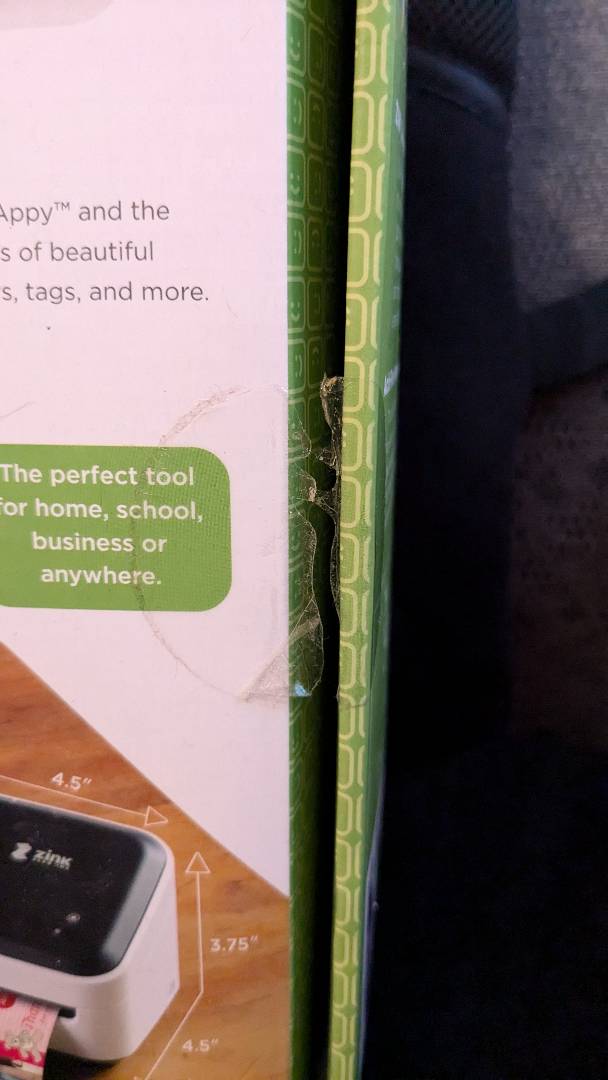 Appy™ and the
s of beautiful
s, tags, and more.
The perfect tool
for home, school,
business or
anywhere.
4.5"
zink
3.75"
4.5"